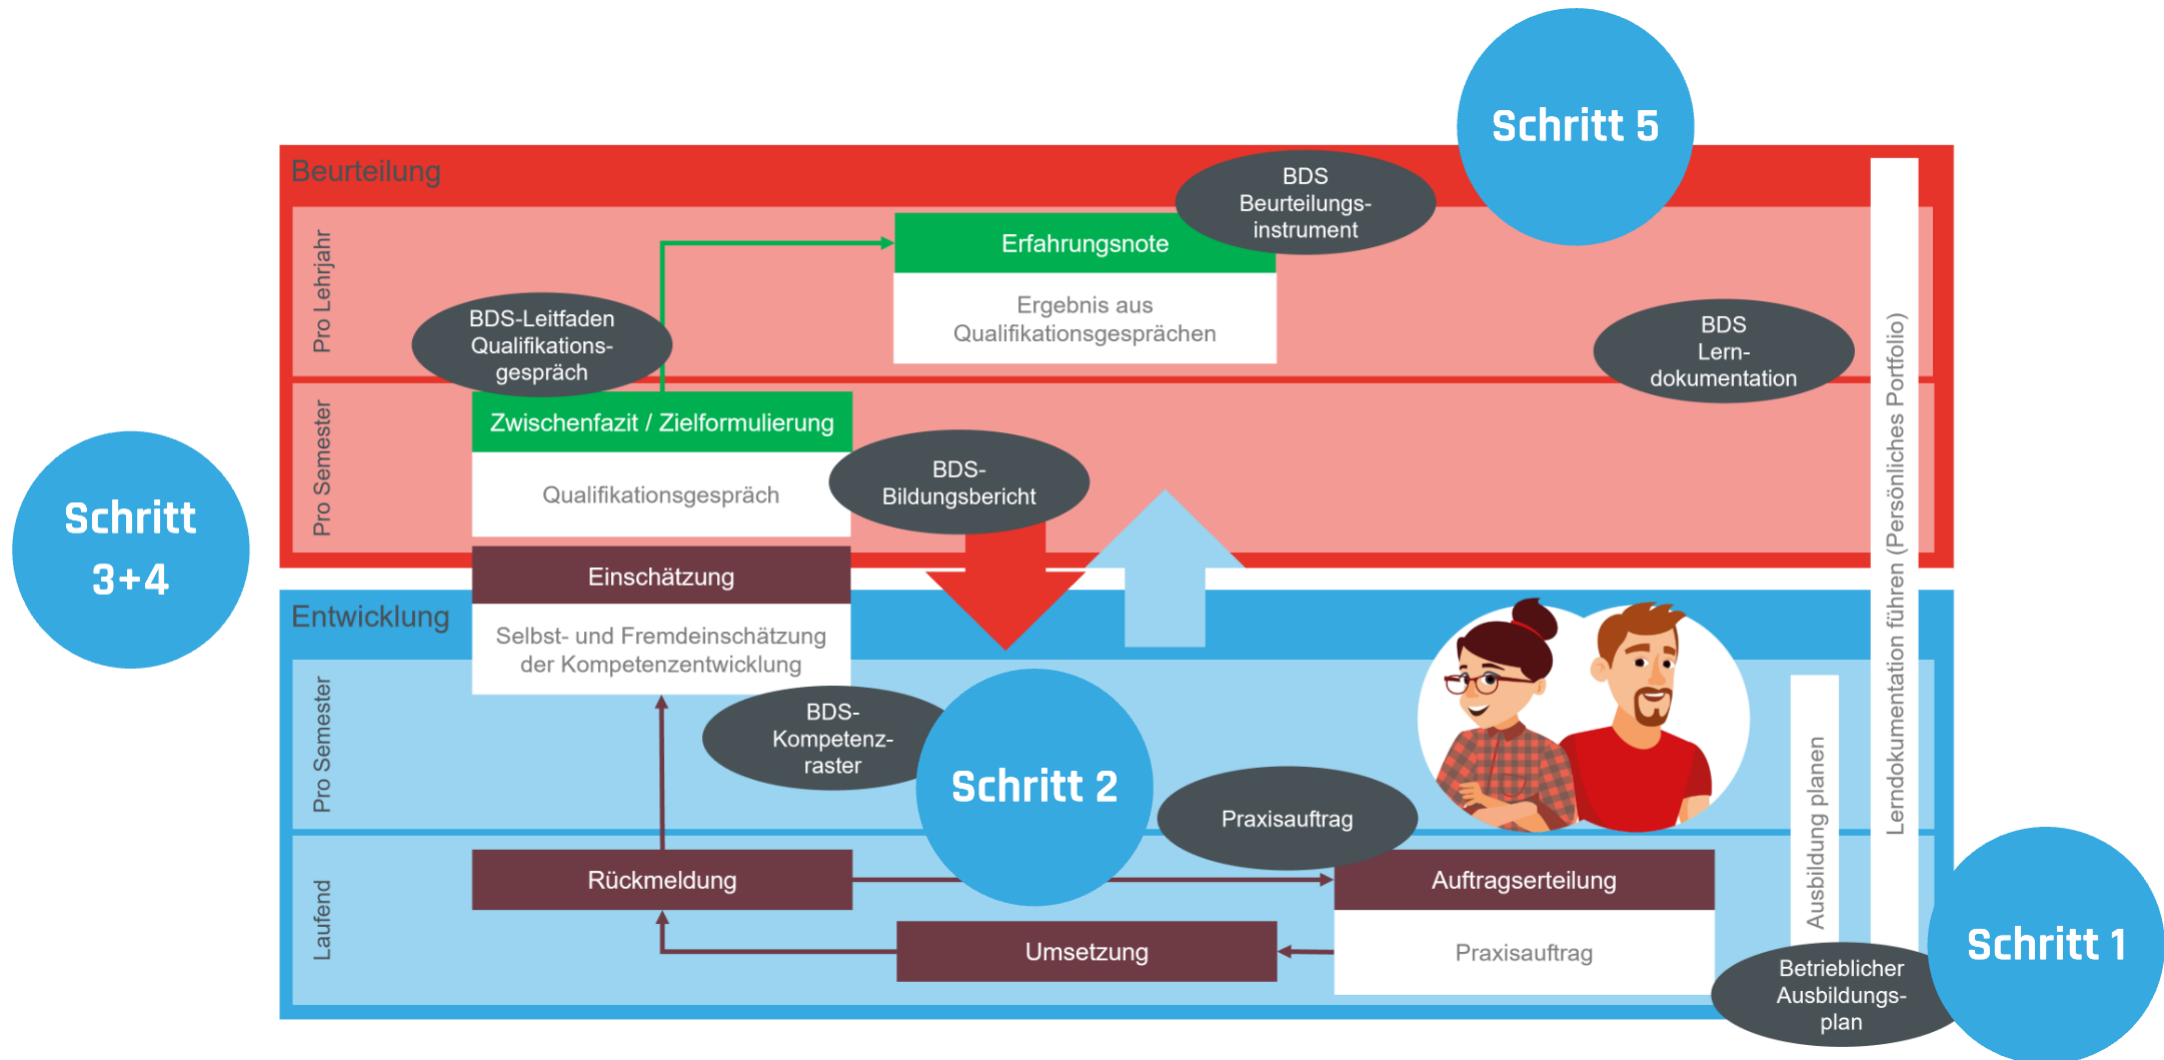 Schritt 5
Beurteilung
BDS
Beurteilungs-
instrument
Pro Lehrjahr
Erfahrungsnote
Ergebnis aus
Qualifikationsgesprächen
BDS-Leitfaden
Qualifikations-
gespräch
BDS
Lern-
dokumentation
Lerndokumentation führen (Persönliches Portfolio)
Pro Semester
Zwischenfazit / Zielformulierung
Qualifikationsgespräch
BDS-
Bildungsbericht
Schritt
3+4
Einschätzung
Selbst- und Fremdeinschätzung
der Kompetenzentwicklung
Entwicklung
Pro Semester
BDS-
Kompetenz-
raster
Schritt 2
Praxisauftrag
Ausbildung planen
Laufend
Rückmeldung
Auftragserteilung
Umsetzung
Praxisauftrag
Betrieblicher
Ausbildungs-
plan
Schritt 1